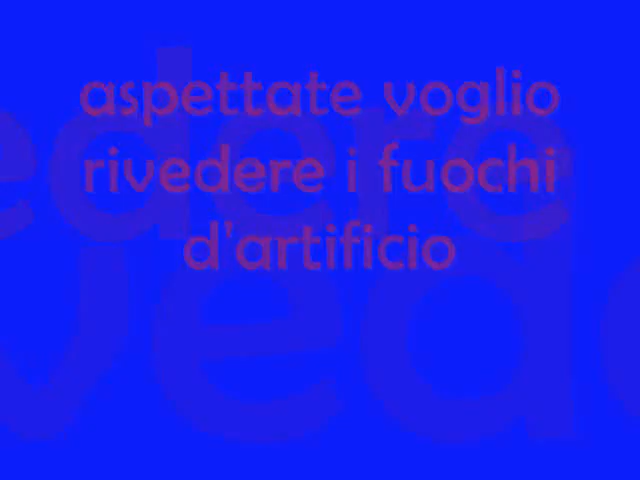 aspettate voglio
rivedere i fuochi
d'artificio